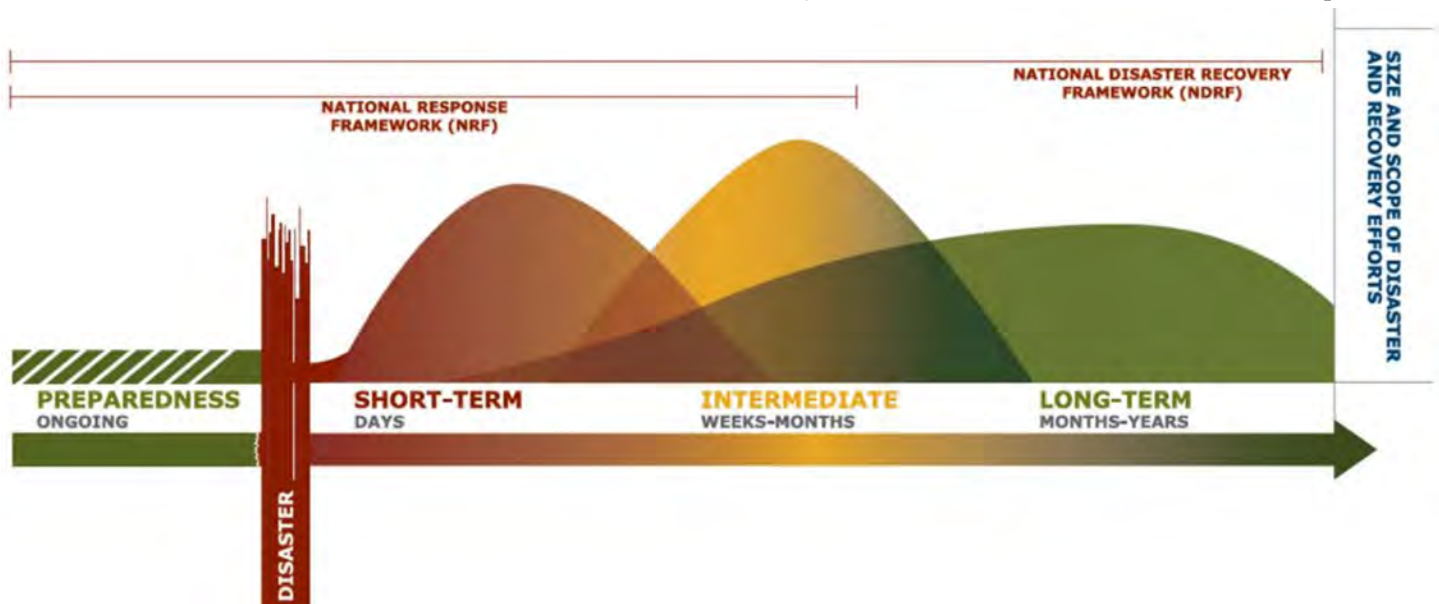 NATIONAL DISASTER RECOVERY
FRAMEWORK (NDRF)
NATIONAL RESPONSE
FRAMEWORK (NRF)
SIZE AND SCOPE OF DISASTER
AND RECOVERY EFFORTS
PREPAREDNESS
ONGOING
SHORT-TERM
DAYS
INTERMEDIATE
WEEKS-MONTHS
LONG-TERM
MONTHS-YEARS
DISASTER